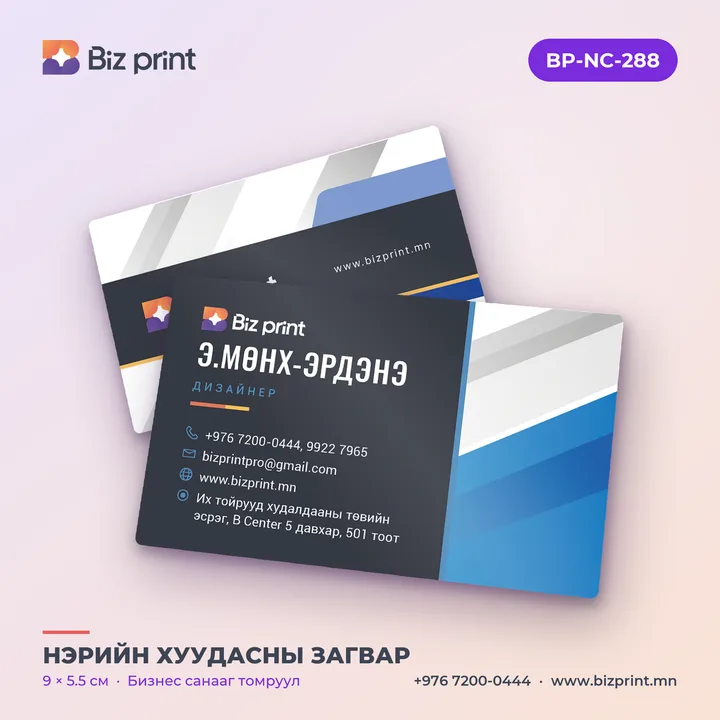 Biz print
BP-NC-288
www.bizprint.mn
Biz print
Э.МӨНХ-ЭРДЭНЭ
ДИЗАЙНЕР
+976 7200-0444, 9922 7965
bizprintpro@gmail.com
www.bizprint.mn
Их тойрууд худалдааны төвийн
эсрэг, B Center 5 давхар, 501 тоот
НЭРИЙН ХУУДАСНЫ ЗАГВАР
9 × 5.5 см · Бизнес санааг томруул
+976 7200-0444 · www.bizprint.mn